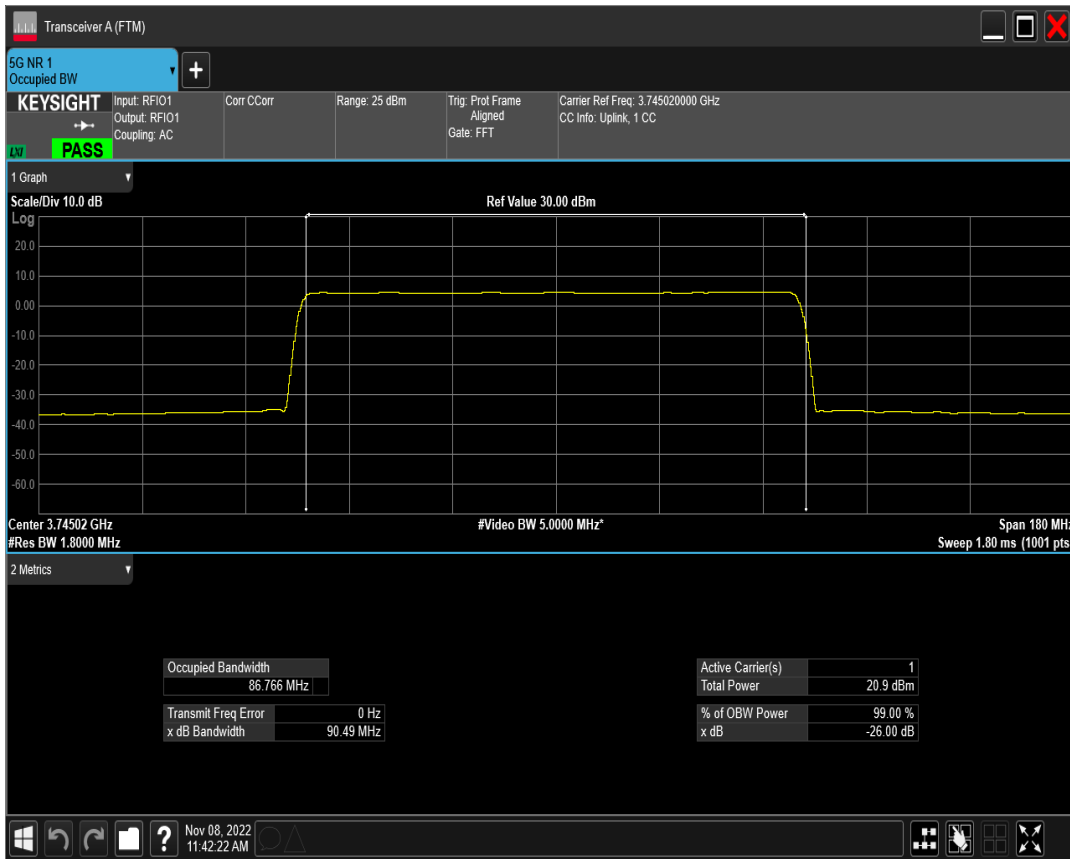 Transceiver A (FTM)
5G NR 1
Occupied BW
+
KEYSIGHT
LXI
PASS
Input: RFIO1
Output: RFIO1
Coupling: AC
Corr CCorr
Range: 25 dBm
Trig: Prot Frame
Aligned
Gate: FFT
Carrier Ref Freq: 3.745020000 GHz
CC Info: Uplink, 1 CC
1 Graph
Scale/Div 10.0 dB
Ref Value 30.00 dBm
Log
20.0
10.0
0.00
-10.0
-20.0
-30.0
-40.0
-50.0
-60.0
Center 3.74502 GHz
#Video BW 5.0000 MHz*
Span 180 MHz
#Res BW 1.8000 MHz
Sweep 1.80 ms (1001 pts
2 Metrics
Occupied Bandwidth
86.766 MHz
Transmit Freq Error 0 Hz
x dB Bandwidth 90.49 MHz
Active Carrier(s) 1
Total Power 20.9 dBm
% of OBW Power 99.00 %
x dB -26.00 dB
?
Nov 08, 2022
11:42:22 AM